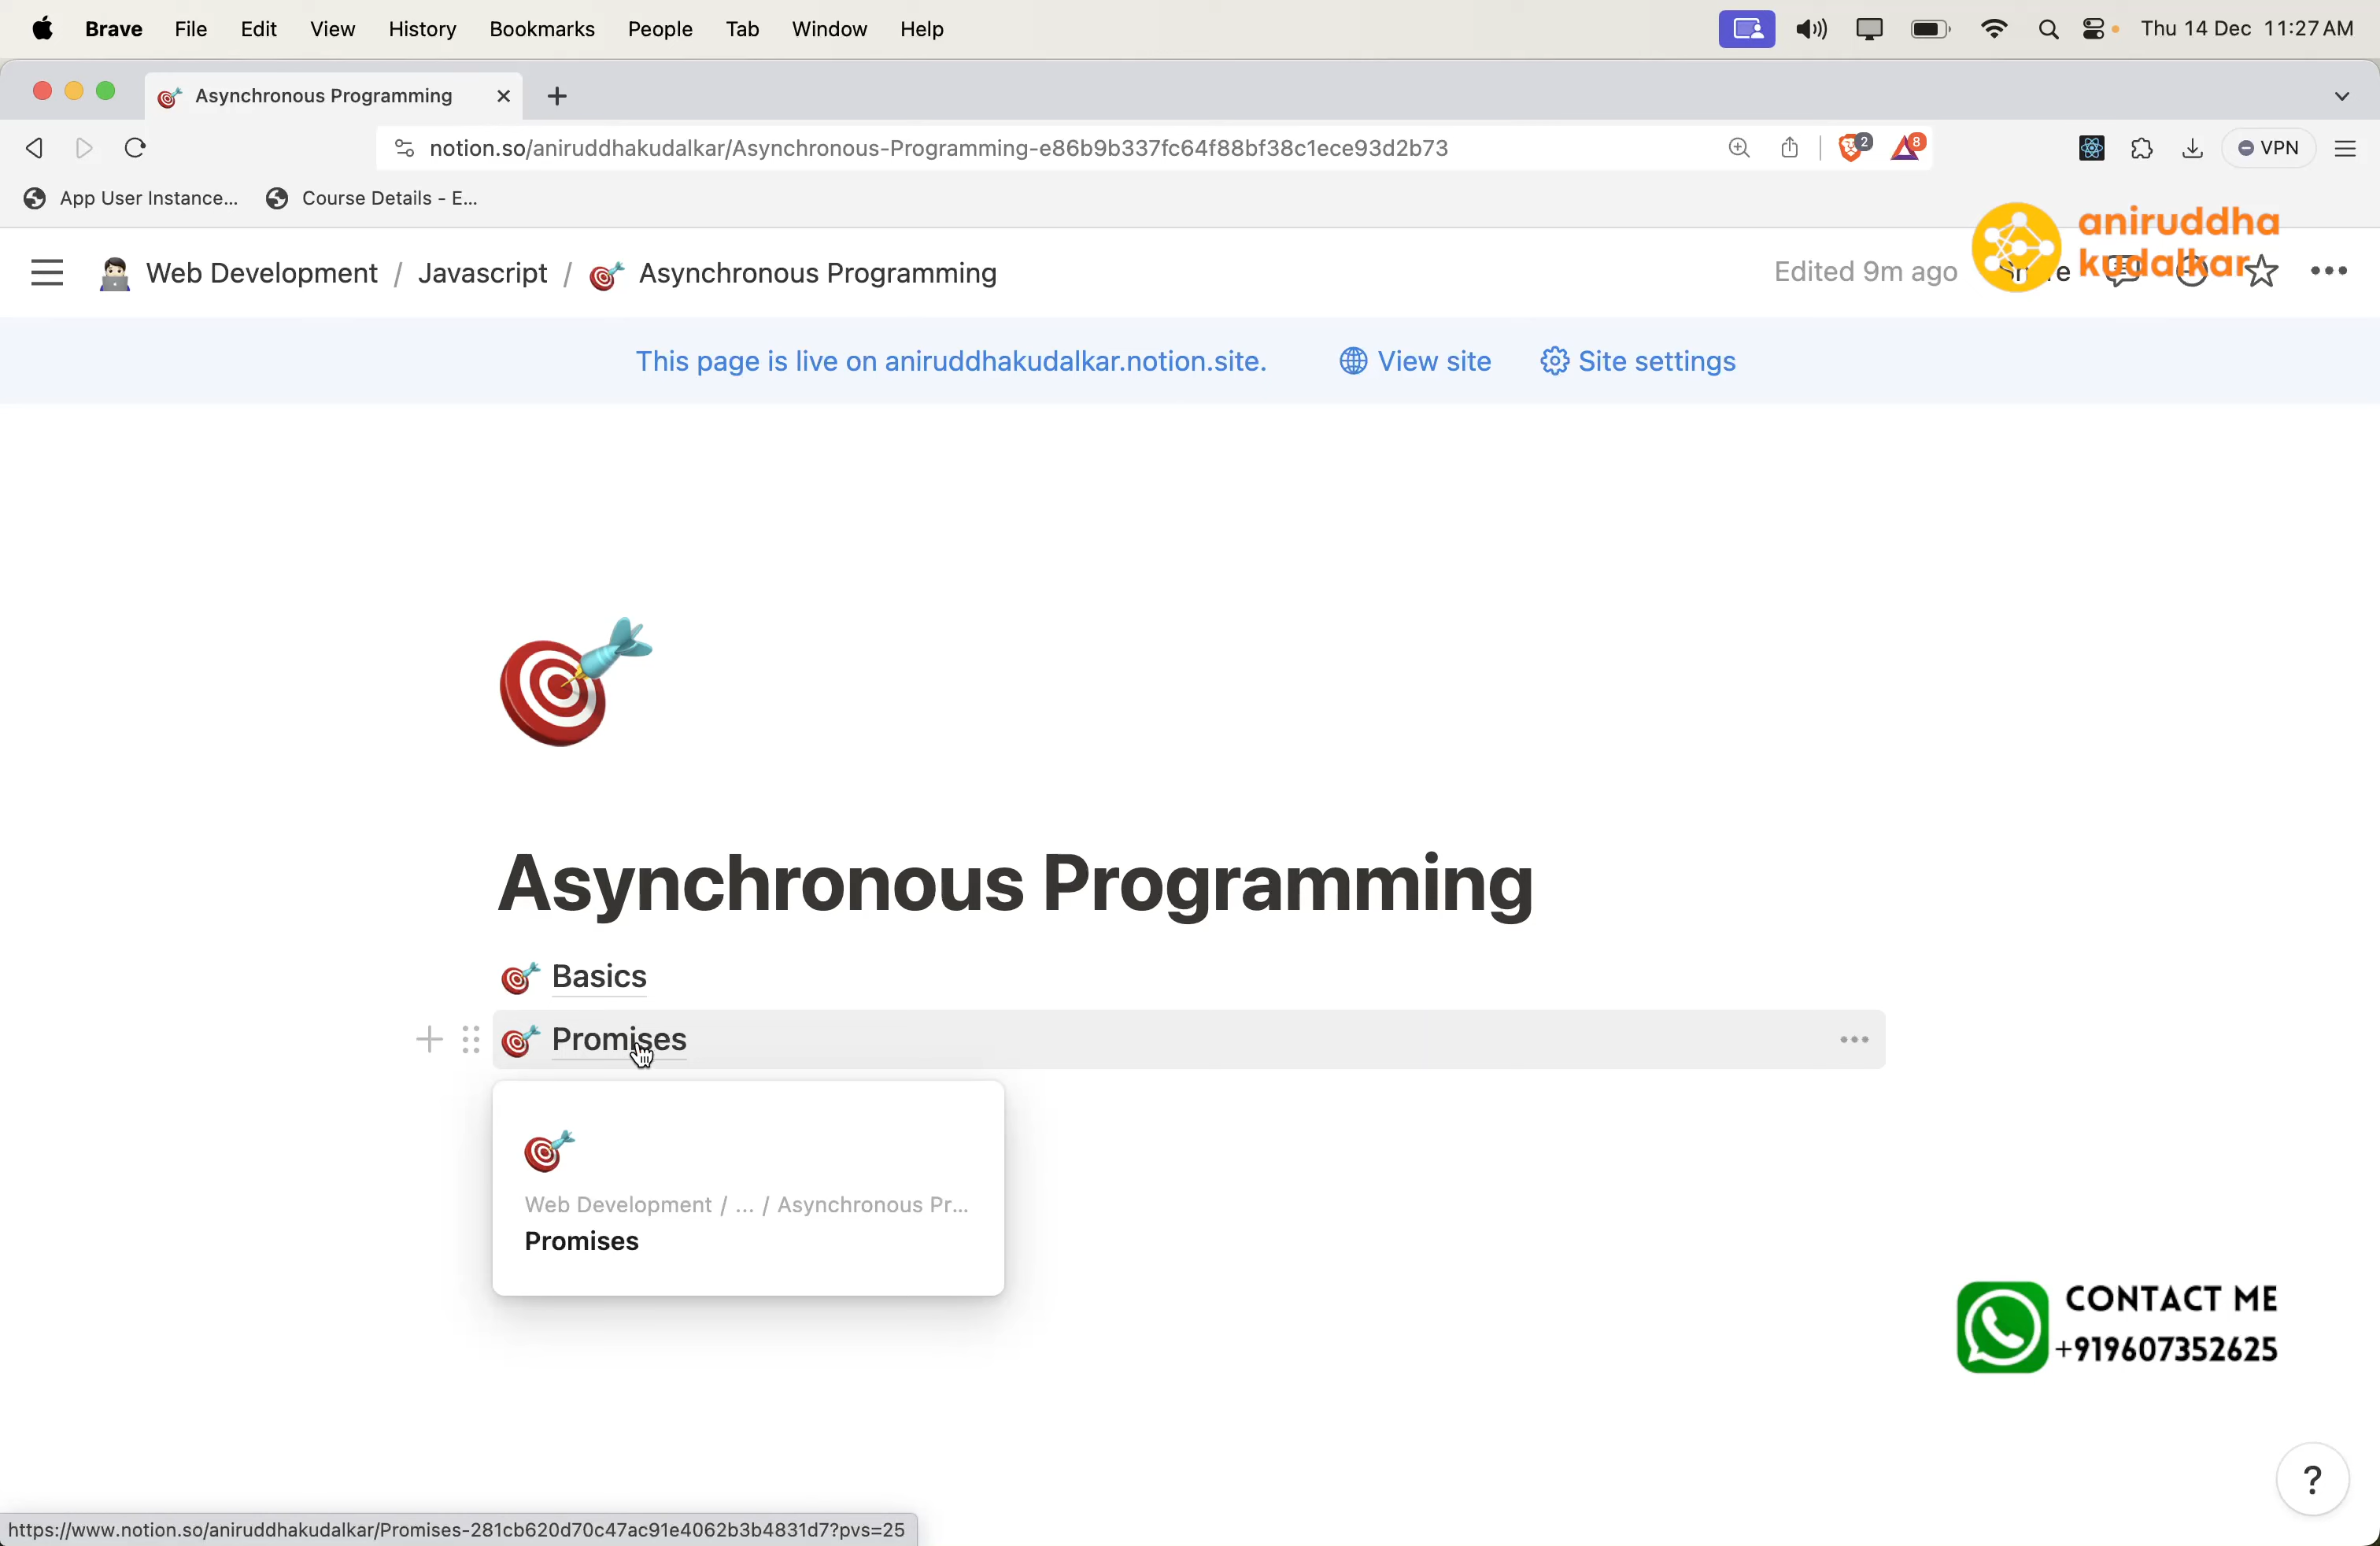 Brave File Edit View History Bookmarks People Tab Window Help Thu 14 Dec 11:27 AM
Asynchronous Programming
notion.so/aniruddhakudalkar/Asynchronous-Programming-e86b9b337fc64f88bf38c1ece93d2b73 2 8 VPN
App User Instance... Course Details - E...
aniruddha
kudalkar
Web Development / Javascript / Asynchronous Programming Edited 9m ago
This page is live on aniruddhakudalkar.notion.site. View site Site settings
Asynchronous Programming
Basics
Promises
Web Development / ... / Asynchronous Pr...
Promises
CONTACT ME
+919607352625
?
https://www.notion.so/aniruddhakudalkar/Promises-281cb620d70c47ac91e4062b3b4831d7?pvs=25